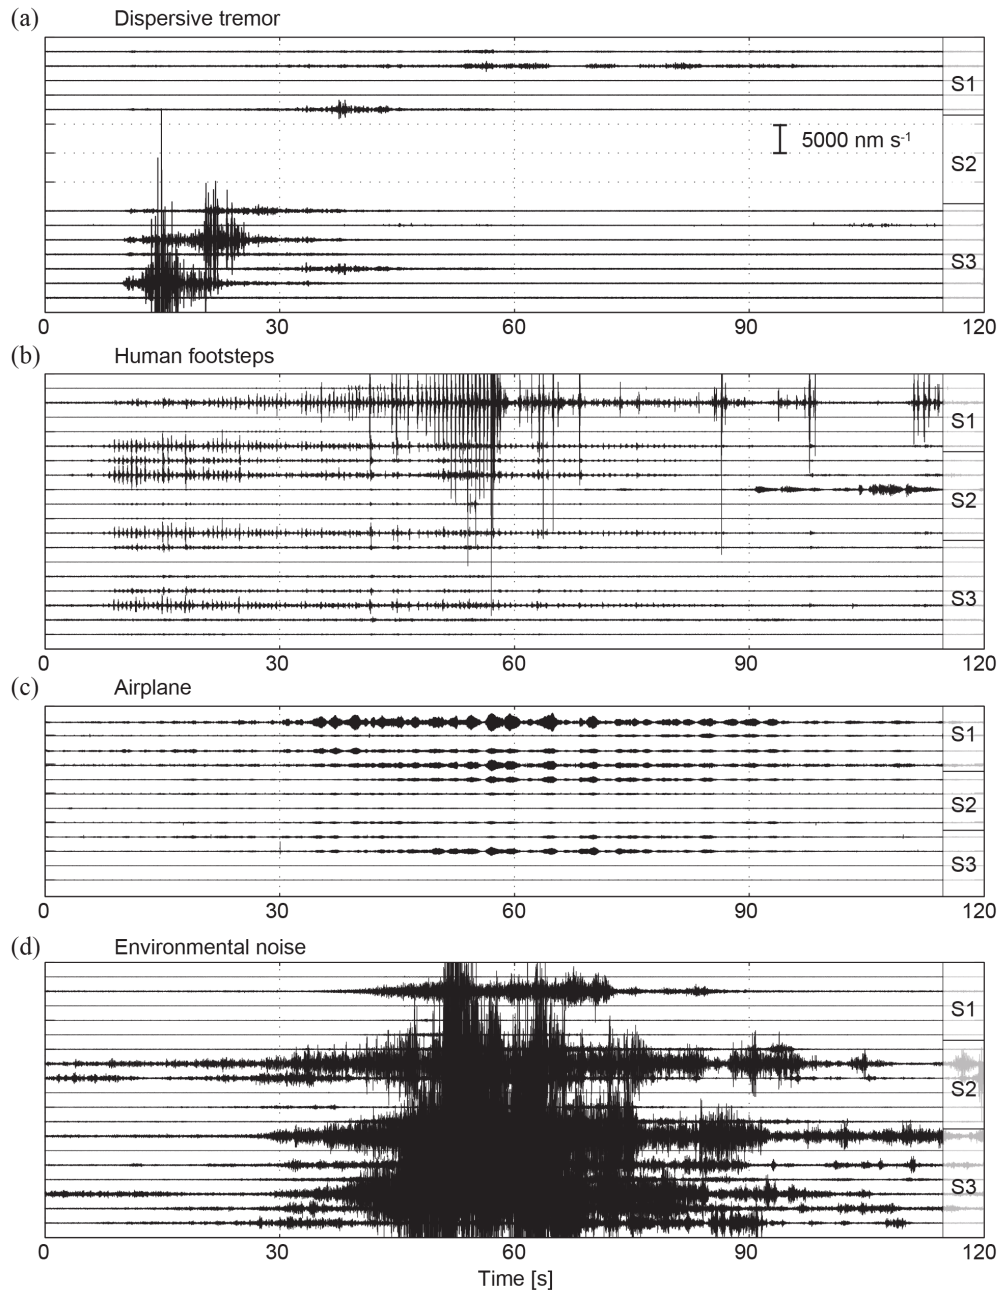 (a) Dispersive tremor
S1
5000 nm s-1
S2
S3
0 30 60 90 120
(b) Human footsteps
S1
S2
S3
0 30 60 90 120
(c) Airplane
S1
S2
S3
0 30 60 90 120
(d) Environmental noise
S1
S2
S3
0 30 60 90 120
Time [s]